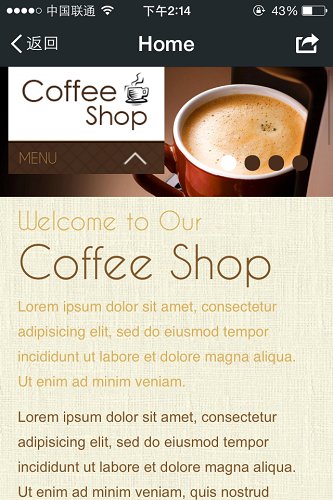 中国联通 下午2:14 43%
返回 Home
Coffee
Shop
MENU
Welcome to Our
Coffee Shop
Lorem ipsum dolor sit amet, consectetur
adipisicing elit, sed do eiusmod tempor
incididunt ut labore et dolore magna aliqua.
Ut enim ad minim veniam.
Lorem ipsum dolor sit amet, consectetur
adipisicing elit, sed do eiusmod tempor
incididunt ut labore et dolore magna aliqua.
Ut enim ad minim veniam, quis nostrud